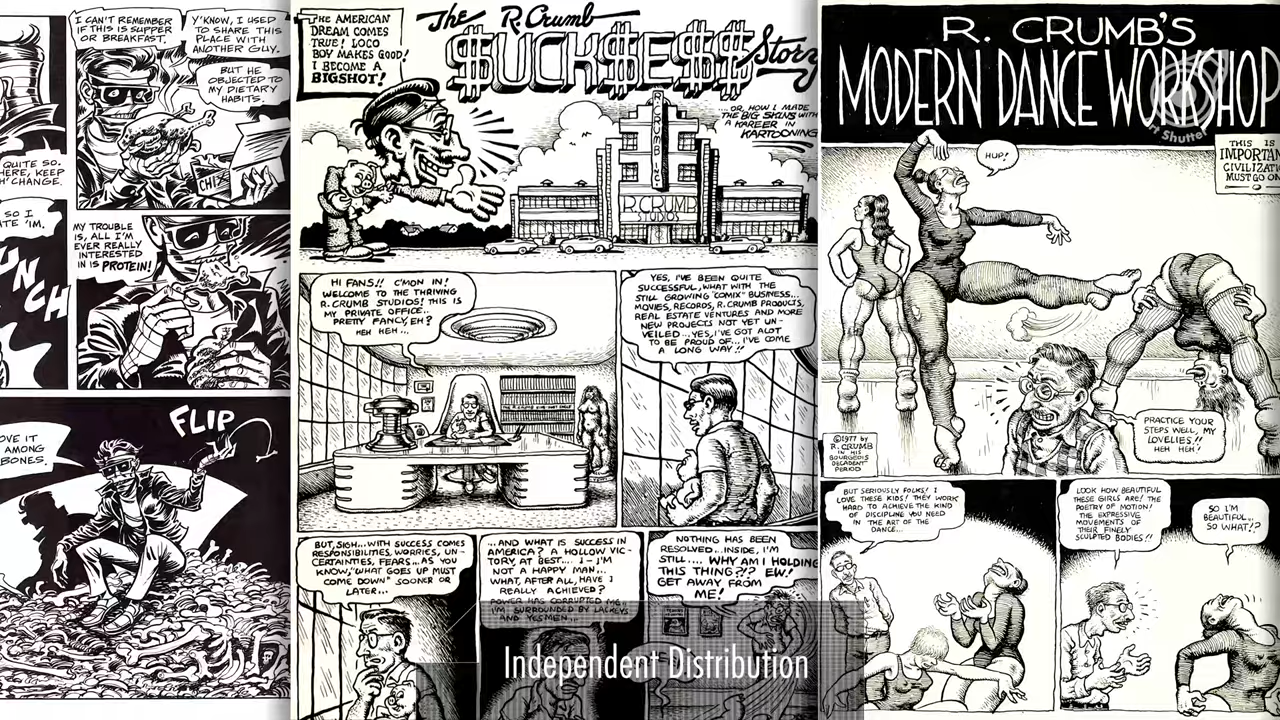 I CAN'T REMEMBER
IF THIS IS SUPPER
OR BREAKFAST.
Y'KNOW, I USED
TO SHARE THIS
PLACE WITH
ANOTHER GUY.
BUT HE
OBJECTED TO
MY DIETARY
HABITS.
QUITE SO.
HERE, KEEP
CHANGE.
SO I
'IM.
MY TROUBLE
IS, ALL I'M
EVER REALLY
INTERESTED
IN IS PROTEIN!
FLIP
IT
AMONG
BONES.
THE AMERICAN
DREAM COMES
TRUE! LOCO
BOY MAKES GOOD!
I BECOME A
BIGSHOT!
The R. Crumb
$UCK$E$$ Story
...OR, HOW I MADE
THE BIG SKINS WITH
A KAREER IN
KARTOONING
R. CRUMB
STUDIOS
HI FANS!! C'MON IN!
WELCOME TO THE THRIVING
R. CRUMB STUDIOS! THIS IS
MY PRIVATE OFFICE..
PRETTY FANCY, EH?
HEH HEH...
YES, I'VE BEEN QUITE
SUCCESSFUL, WHAT WITH THE
STILL GROWING "COMIX" BUSINESS...
MOVIES, RECORDS, R. CRUMB PRODUCTS,
REAL ESTATE VENTURES AND MORE
NEW PROJECTS NOT YET UN-
VEILED... YES, I'VE GOT ALOT
TO BE PROUD OF... I'VE COME
A LONG WAY!!
BUT, SIGH...WITH SUCCESS COMES
RESPONSIBILITIES, WORRIES, UN-
CERTAINTIES, FEARS...AS YOU
KNOW, "WHAT GOES UP MUST
COME DOWN" SOONER OR
LATER...
...AND WHAT IS SUCCESS IN
AMERICA? A HOLLOW VIC-
TORY, AT BEST... I-I'M
NOT A HAPPY MAN...
WHAT, AFTER ALL, HAVE I
REALLY ACHIEVED?
POWER HAS CORRUPTED ME
I'M SURROUNDED BY LACKEYS
AND YES MEN...
NOTHING HAS BEEN
RESOLVED...INSIDE, I'M
STILL.... WHY AM I HOLDING
THIS THING?!? EW!
GET AWAY FROM
ME!
R. CRUMB'S
MODERN DANCE WORKSHOP
Shutter
THIS IS
IMPORTAN
CIVILIZATI
MUST GO ON
HUP!
PRACTICE YOUR
STEPS WELL, MY
LOVELIES!!
HEH HEH!
©1977 by
R. CRUMB
IN HIS
BOURGEOIS
DECADENT
PERIOD
BUT SERIOUSLY FOLKS! I
LOVE THESE KIDS! THEY WORK
HARD TO ACHIEVE THE KIND
OF DISCIPLINE YOU NEED
IN THE ART OF THE
DANCE...
LOOK HOW BEAUTIFUL
THESE GIRLS ARE! THE
POETRY OF MOTION!
THE EXPRESSIVE
MOVEMENTS OF
THEIR FINELY
SCULPTED BODIES!!
SO I'M
BEAUTIFUL...
SO WHAT!?
Independent Distribution